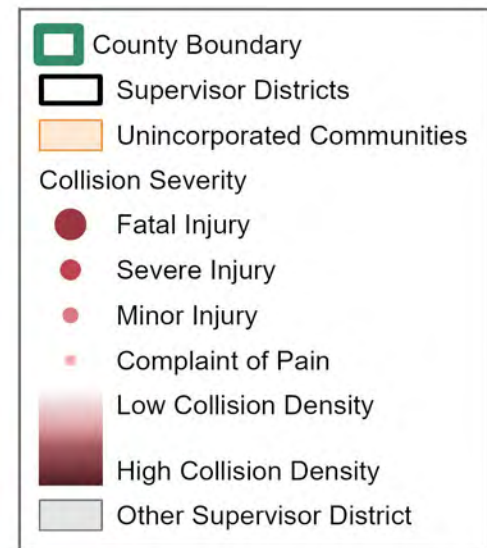 County Boundary
Supervisor Districts
Unincorporated Communities
Collision Severity
Fatal Injury
Severe Injury
Minor Injury
Complaint of Pain
Low Collision Density
High Collision Density
Other Supervisor District